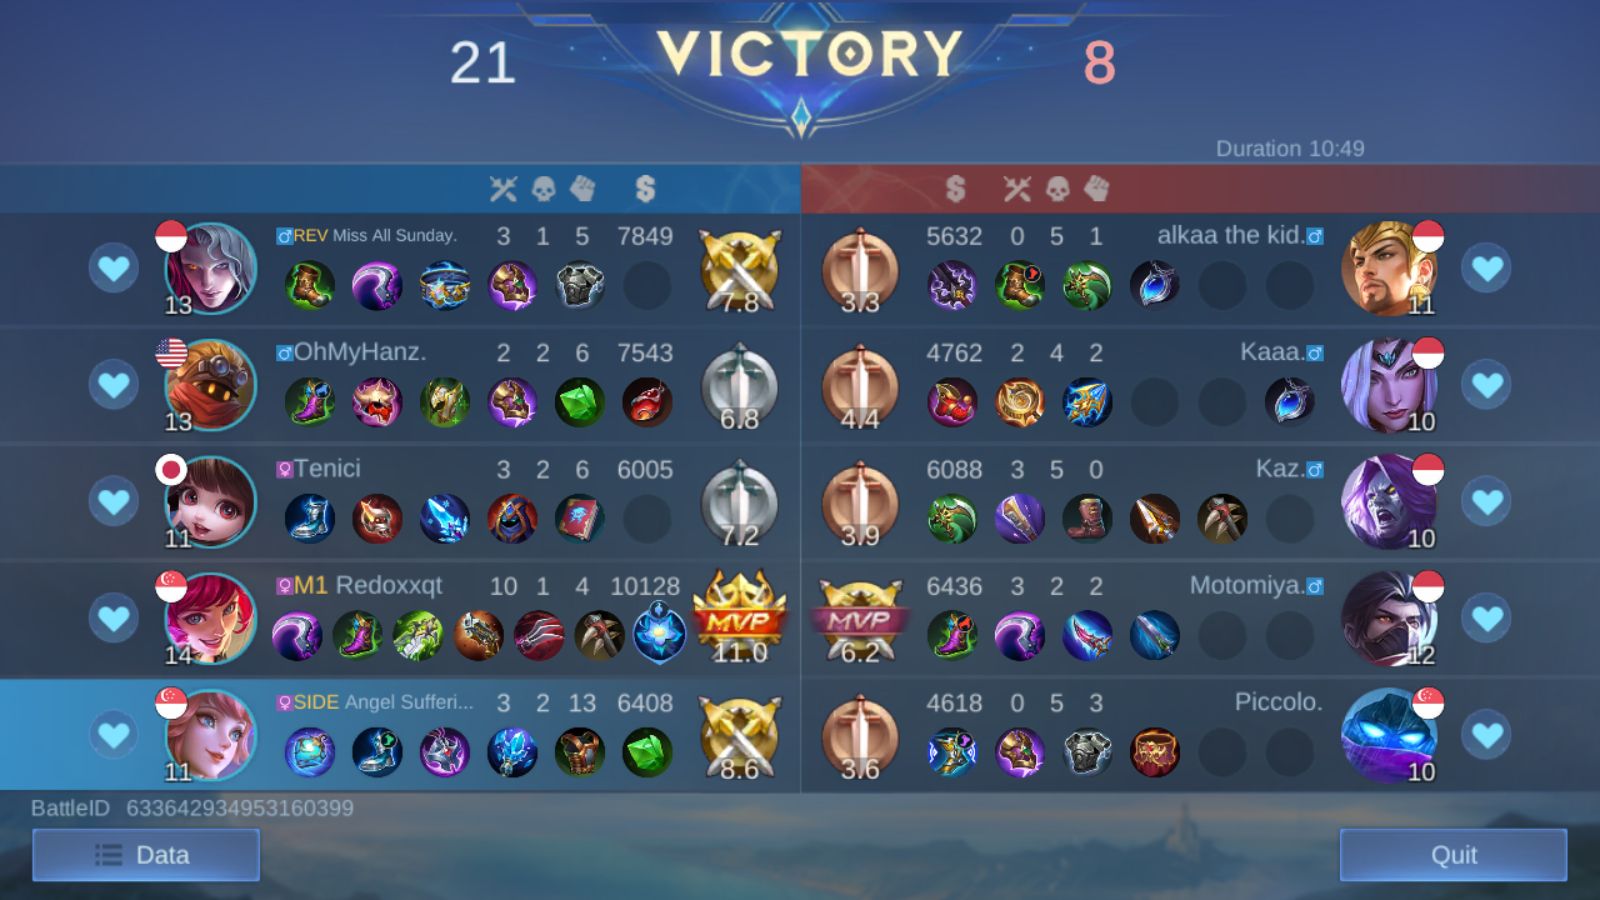 21 VICTORY 8
Duration 10:49
REV Miss All Sunday. 3 1 5 7849 7.8 13
5632 0 5 1 alkaa the kid. 3.3 11
OhMyHanz. 2 2 6 7543 6.8 13
4762 2 4 2 Kaaa. 4.4 10
Tenici 3 2 6 6005 7.2 11
6088 3 5 0 Kaz. 3.9 10
M1 Redoxxqt 10 1 4 10128 MVP 11.0 14
MVP 6.2 6436 3 2 2 Motomiya. 12
SIDE Angel Sufferi... 3 2 13 6408 8.6 11
4618 0 5 3 Piccolo. 3.6 10
BattleID 633642934953160399
Data
Quit